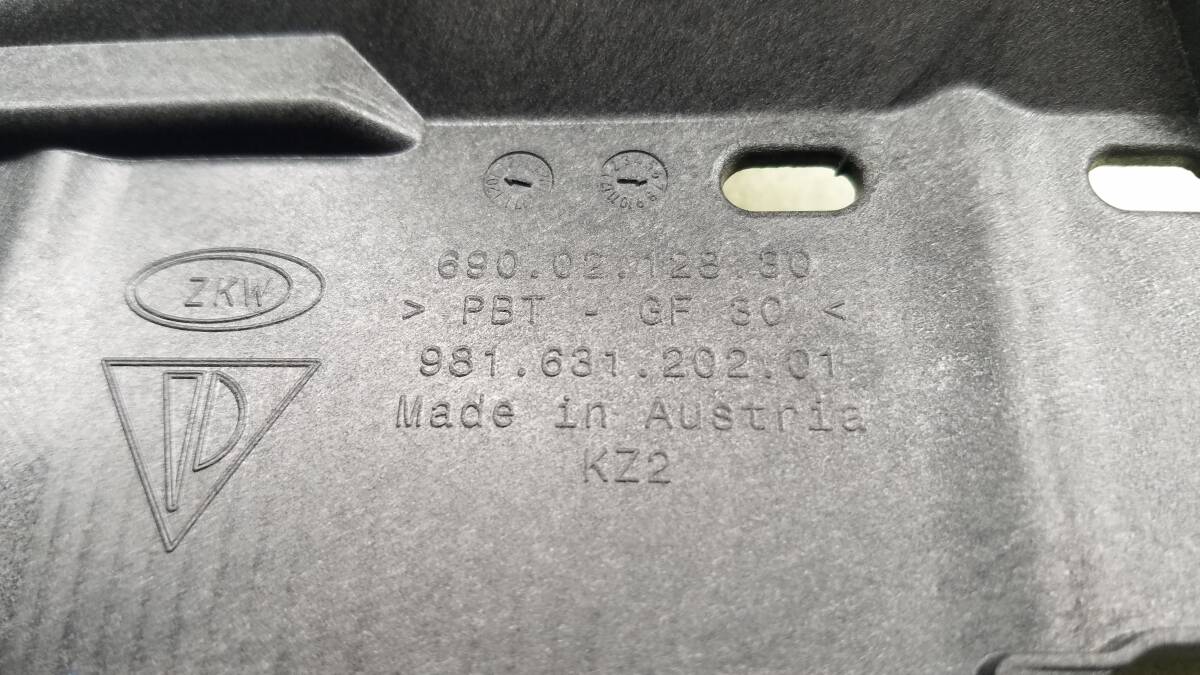 690.02.128.30
ZKW
> PBT - GF 30 <
981.631.202.01
Made in Austria
KZ2